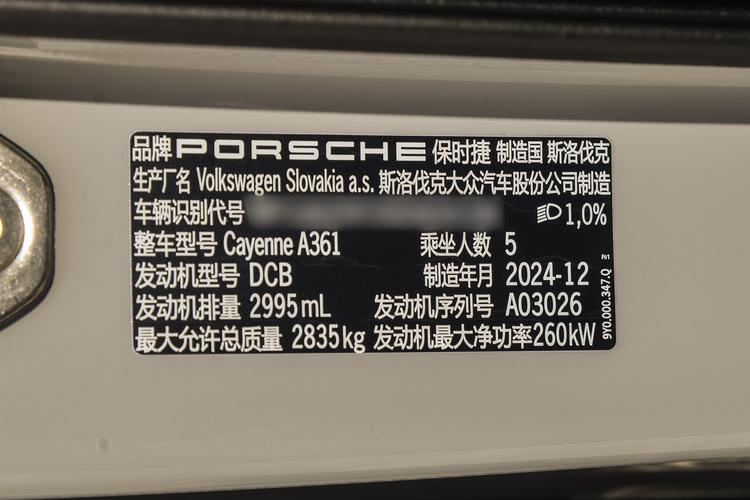 品牌 PORSCHE 保时捷 制造国 斯洛伐克
生产厂名 Volkswagen Slovakia a.s. 斯洛伐克大众汽车股份公司制造
车辆识别代号 1,0%
整车型号 Cayenne A361 乘坐人数 5
发动机型号 DCB 制造年月 2024-12
发动机排量 2995mL 发动机序列号 A03026
最大允许总质量 2835kg 发动机最大净功率260kW
9Y0.000.347.Q